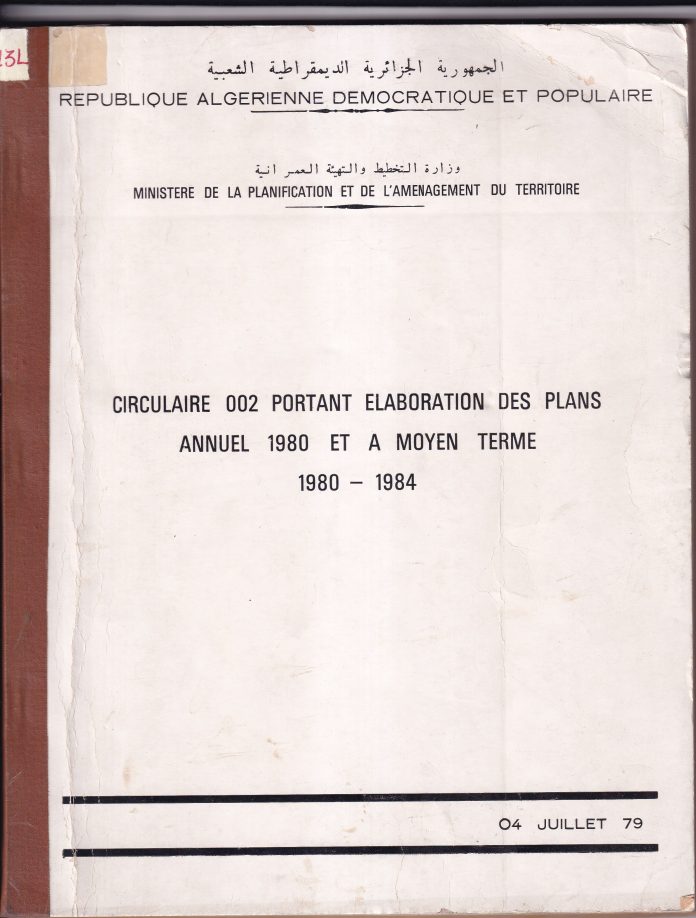 23L
الجمهورية الجزائرية الديمقراطية الشعبية
REPUBLIQUE ALGERIENNE DEMOCRATIQUE ET POPULAIRE
وزارة التخطيط والتهيئة العمرانية
MINISTERE DE LA PLANIFICATION ET DE L'AMENAGEMENT DU TERRITOIRE
CIRCULAIRE 002 PORTANT ELABORATION DES PLANS
ANNUEL 1980 ET A MOYEN TERME
1980 – 1984
04 JUILLET 79